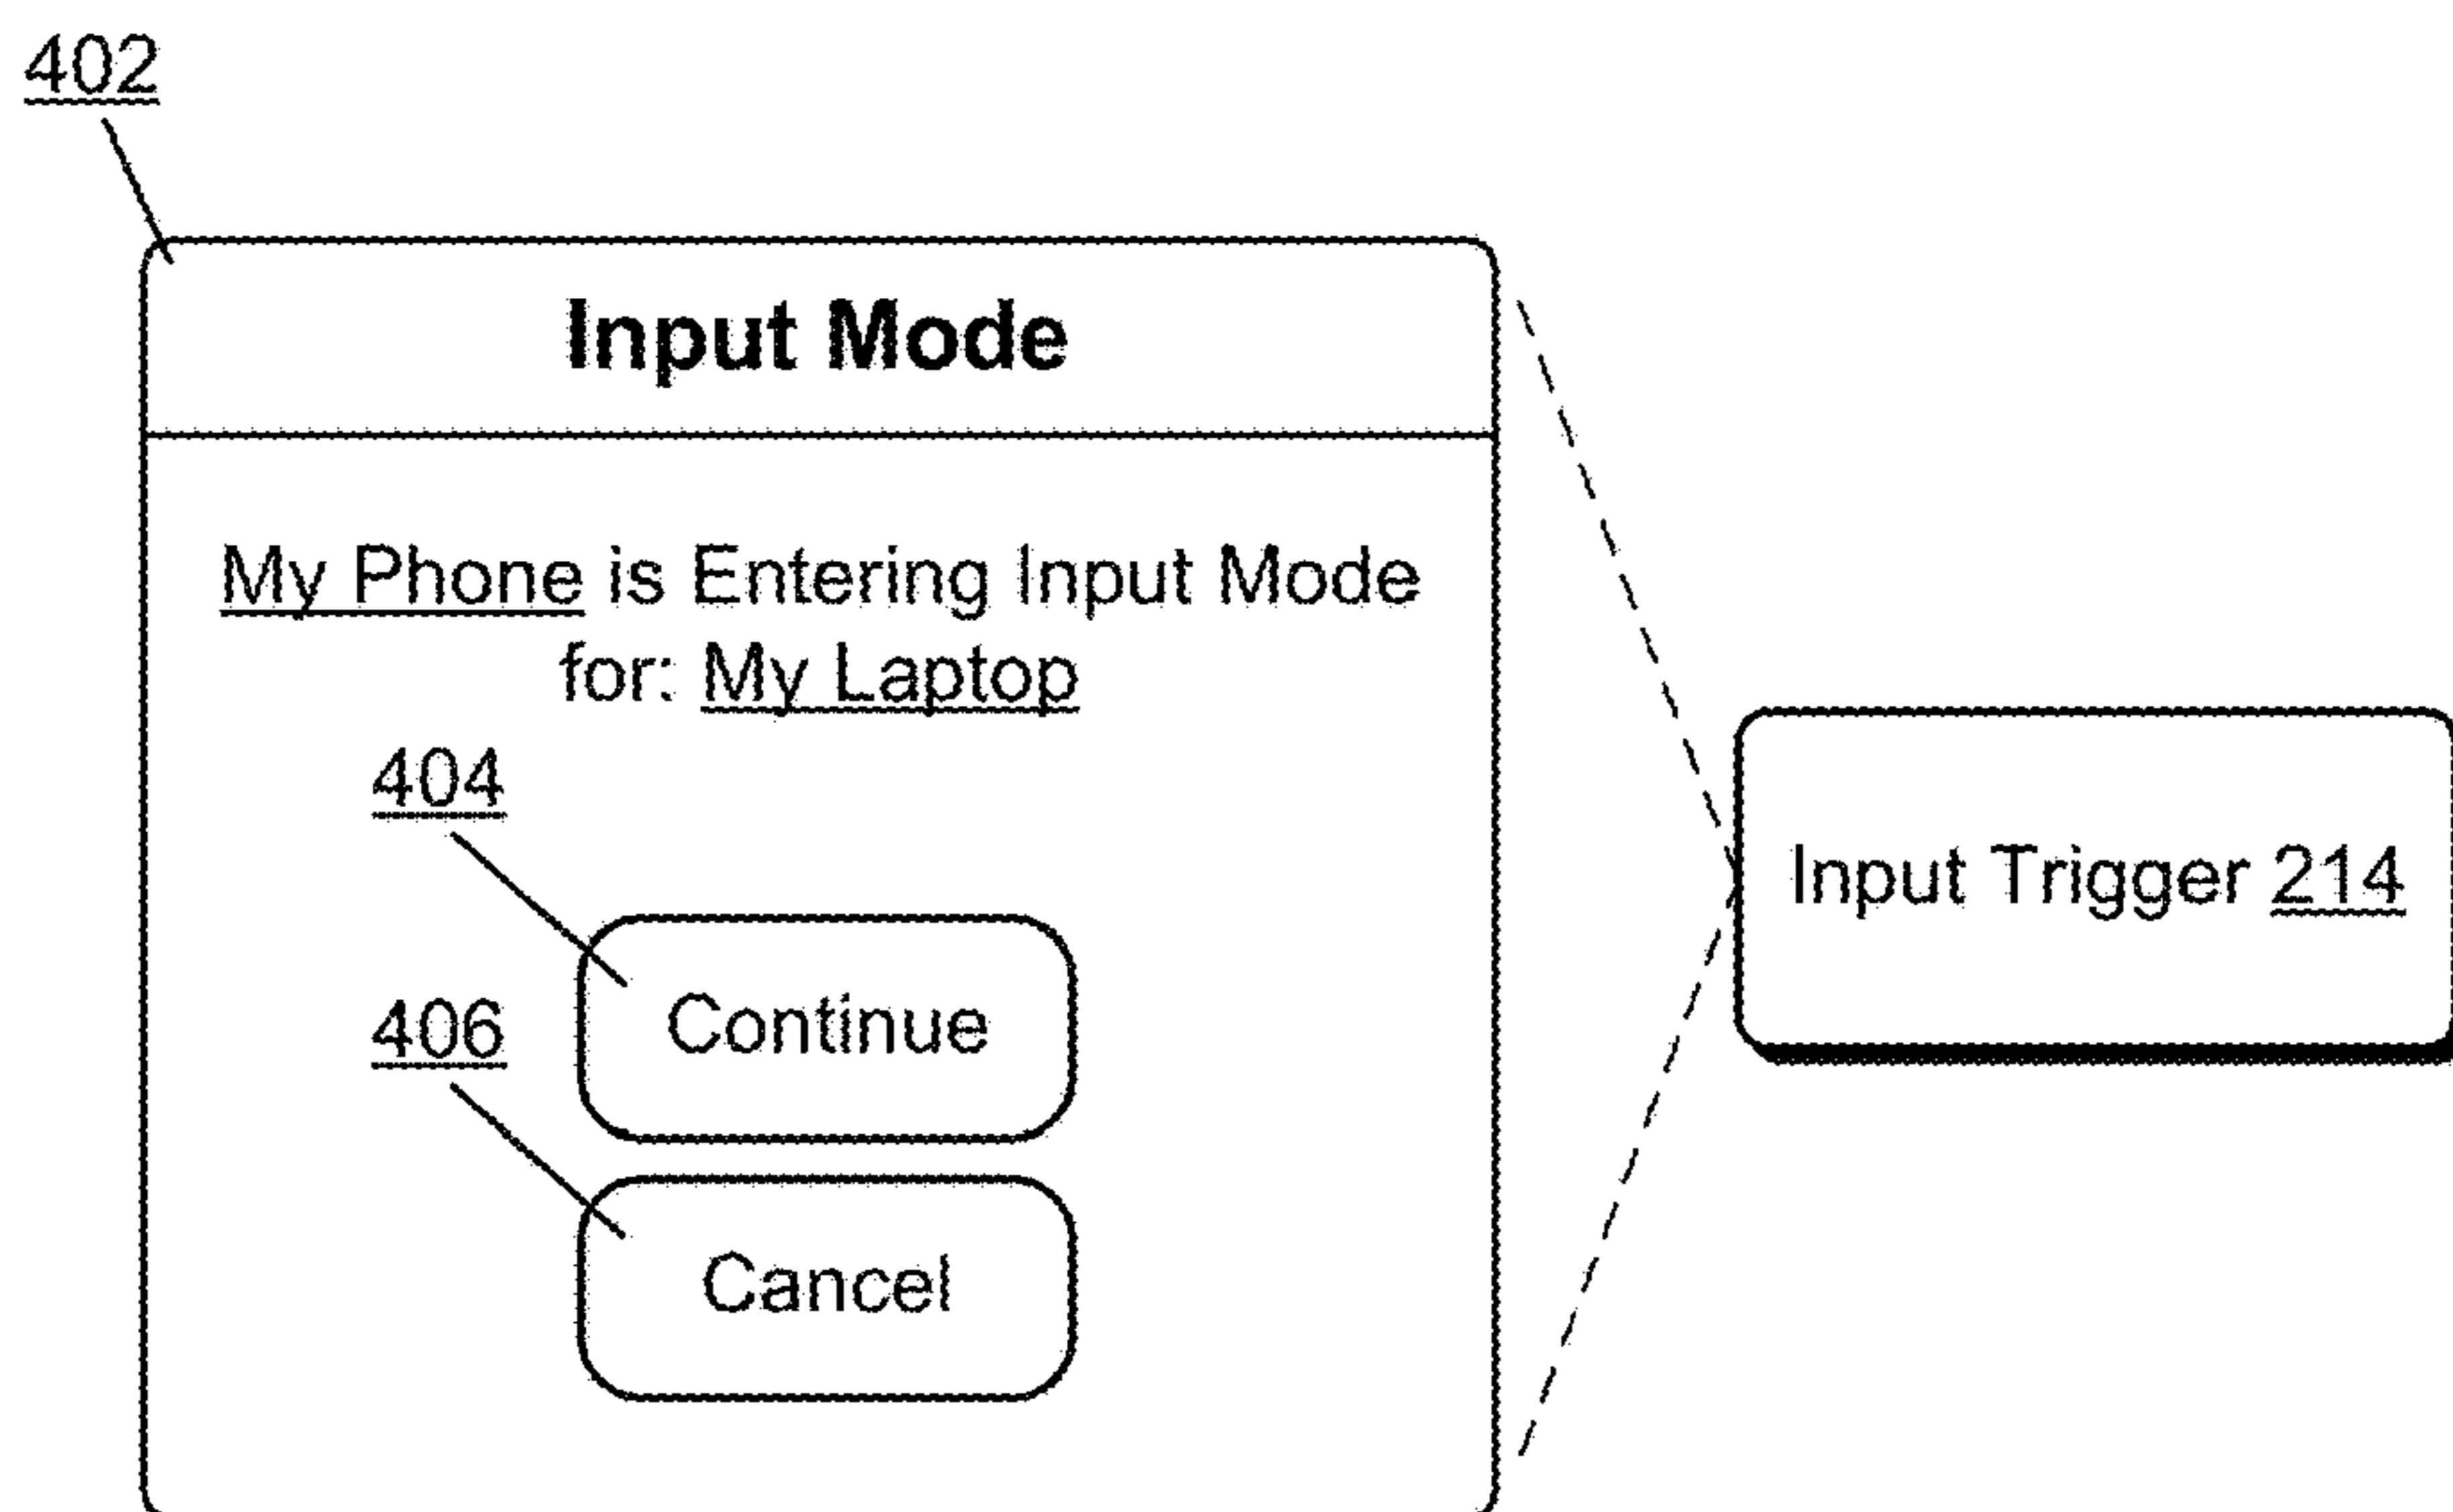 402
Input Mode
My Phone is Entering Input Mode
for: My Laptop
404
Continue
406
Cancel
Input Trigger 214